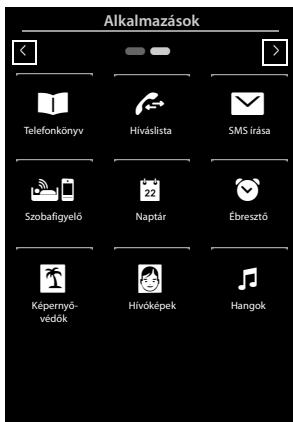 Alkalmazások
Telefonkönyv
Híváslista
SMS írása
22
Szobafigyelő
Naptár
Ébresztő
Képernyő-
védők
Hívóképek
Hangok